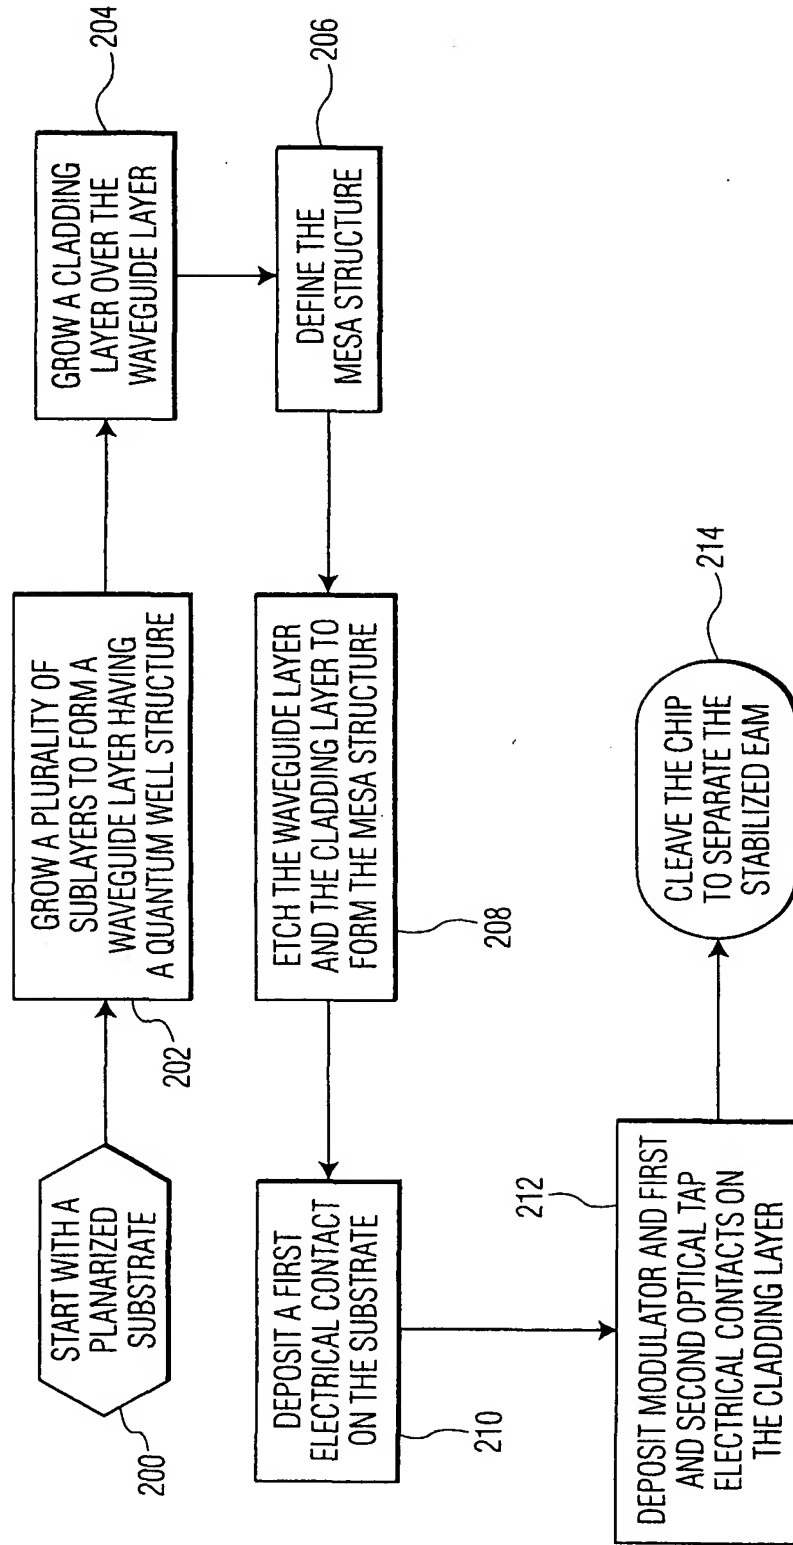 START WITH A
PLANARIZED
SUBSTRATE
200
GROW A PLURALITY OF
SUBLAYERS TO FORM A
WAVEGUIDE LAYER HAVING
A QUANTUM WELL STRUCTURE
202
GROW A CLADDING
LAYER OVER THE
WAVEGUIDE LAYER
204
DEFINE THE
MESA STRUCTURE
206
ETCH THE WAVEGUIDE LAYER
AND THE CLADDING LAYER TO
FORM THE MESA STRUCTURE
208
DEPOSIT A FIRST
ELECTRICAL CONTACT
ON THE SUBSTRATE
210
DEPOSIT MODULATOR AND FIRST
AND SECOND OPTICAL TAP
ELECTRICAL CONTACTS ON
THE CLADDING LAYER
212
CLEAVE THE CHIP
TO SEPARATE THE
STABILIZED EAM
214